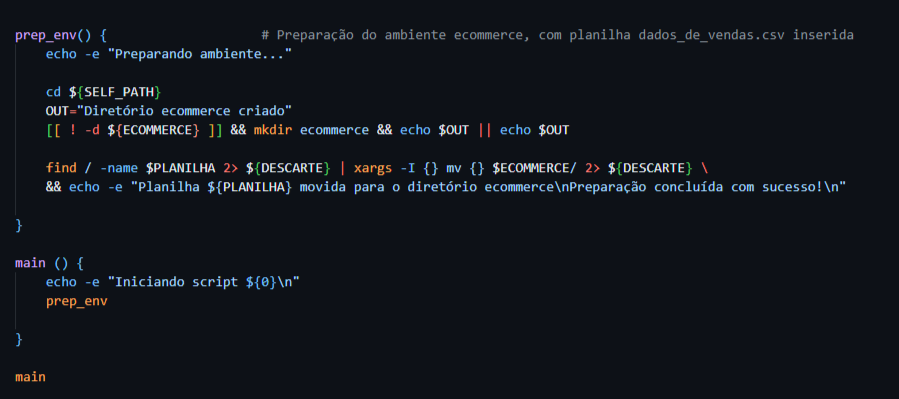 prep_env() {                    # Preparação do ambiente ecommerce, com planilha dados_de_vendas.csv inserida
    echo -e "Preparando ambiente..."
    cd ${SELF_PATH}
    OUT="Diretório ecommerce criado"
    [[ ! -d ${ECOMMERCE} ]] && mkdir ecommerce && echo $OUT || echo $OUT
    find / -name $PLANILHA 2> ${DESCARTE} | xargs -I {} mv {} $ECOMMERCE/ 2> ${DESCARTE} \
    && echo -e "Planilha ${PLANILHA} movida para o diretório ecommerce\nPreparação concluída com sucesso!\n"
}
main () {
    echo -e "Iniciando script ${0}\n"
    prep_env
}
main